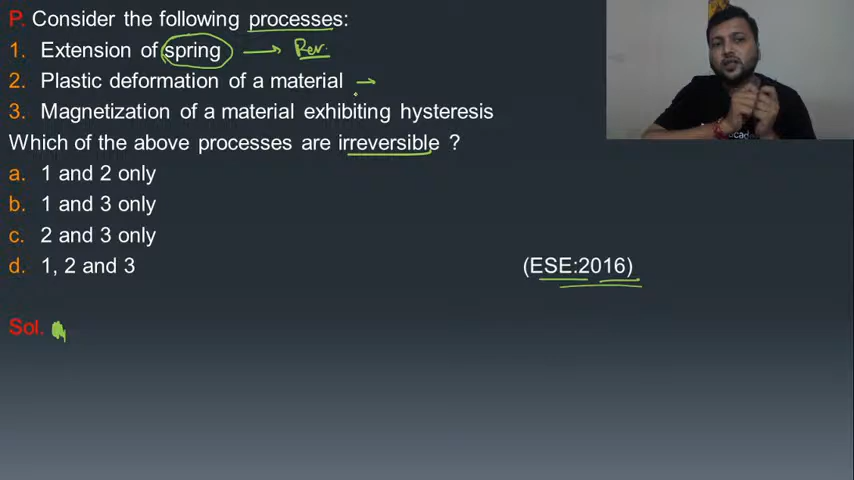 P. Consider the following processes:
1. Extension of spring → Rev.
2. Plastic deformation of a material →
3. Magnetization of a material exhibiting hysteresis
Which of the above processes are irreversible ?
a. 1 and 2 only
b. 1 and 3 only
c. 2 and 3 only
d. 1, 2 and 3
(ESE:2016)
Sol.